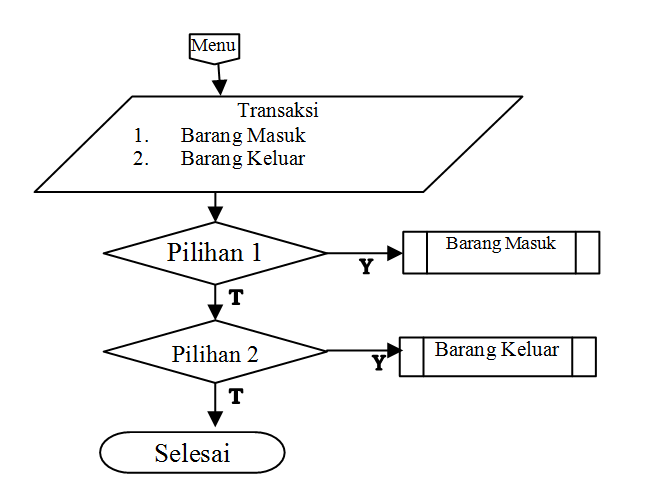 Menu
Transaksi
1. Barang Masuk
2. Barang Keluar
Pilihan 1
Barang Masuk
Y
T
Pilihan 2
Barang Keluar
Y
T
Selesai